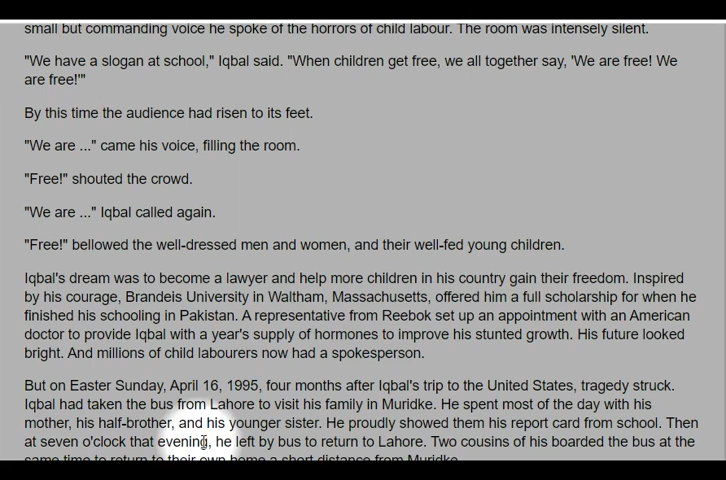 small but commanding voice he spoke of the horrors of child labour. The room was intensely silent.
"We have a slogan at school," Iqbal said. "When children get free, we all together say, 'We are free! We
are free!'"
By this time the audience had risen to its feet.
"We are ..." came his voice, filling the room.
"Free!" shouted the crowd.
"We are ..." Iqbal called again.
"Free!" bellowed the well-dressed men and women, and their well-fed young children.
Iqbal's dream was to become a lawyer and help more children in his country gain their freedom. Inspired
by his courage, Brandeis University in Waltham, Massachusetts, offered him a full scholarship for when he
finished his schooling in Pakistan. A representative from Reebok set up an appointment with an American
doctor to provide Iqbal with a year's supply of hormones to improve his stunted growth. His future looked
bright. And millions of child labourers now had a spokesperson.
But on Easter Sunday, April 16, 1995, four months after Iqbal's trip to the United States, tragedy struck.
Iqbal had taken the bus from Lahore to visit his family in Muridke. He spent most of the day with his
mother, his half-brother, and his younger sister. He proudly showed them his report card from school. Then
at seven o'clock that evening, he left by bus to return to Lahore. Two cousins of his boarded the bus at the
same time to return to their own home a short distance from Muridke.